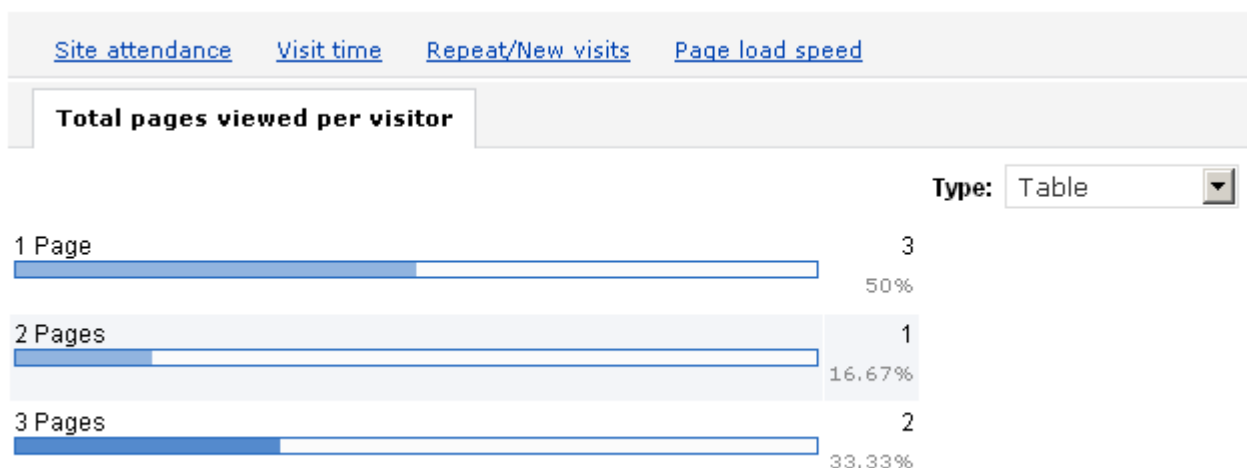 Site attendance Visit time Repeat/New visits Page load speed
Total pages viewed per visitor
Type: Table
1 Page 3
50%
2 Pages 1
16.67%
3 Pages 2
33.33%